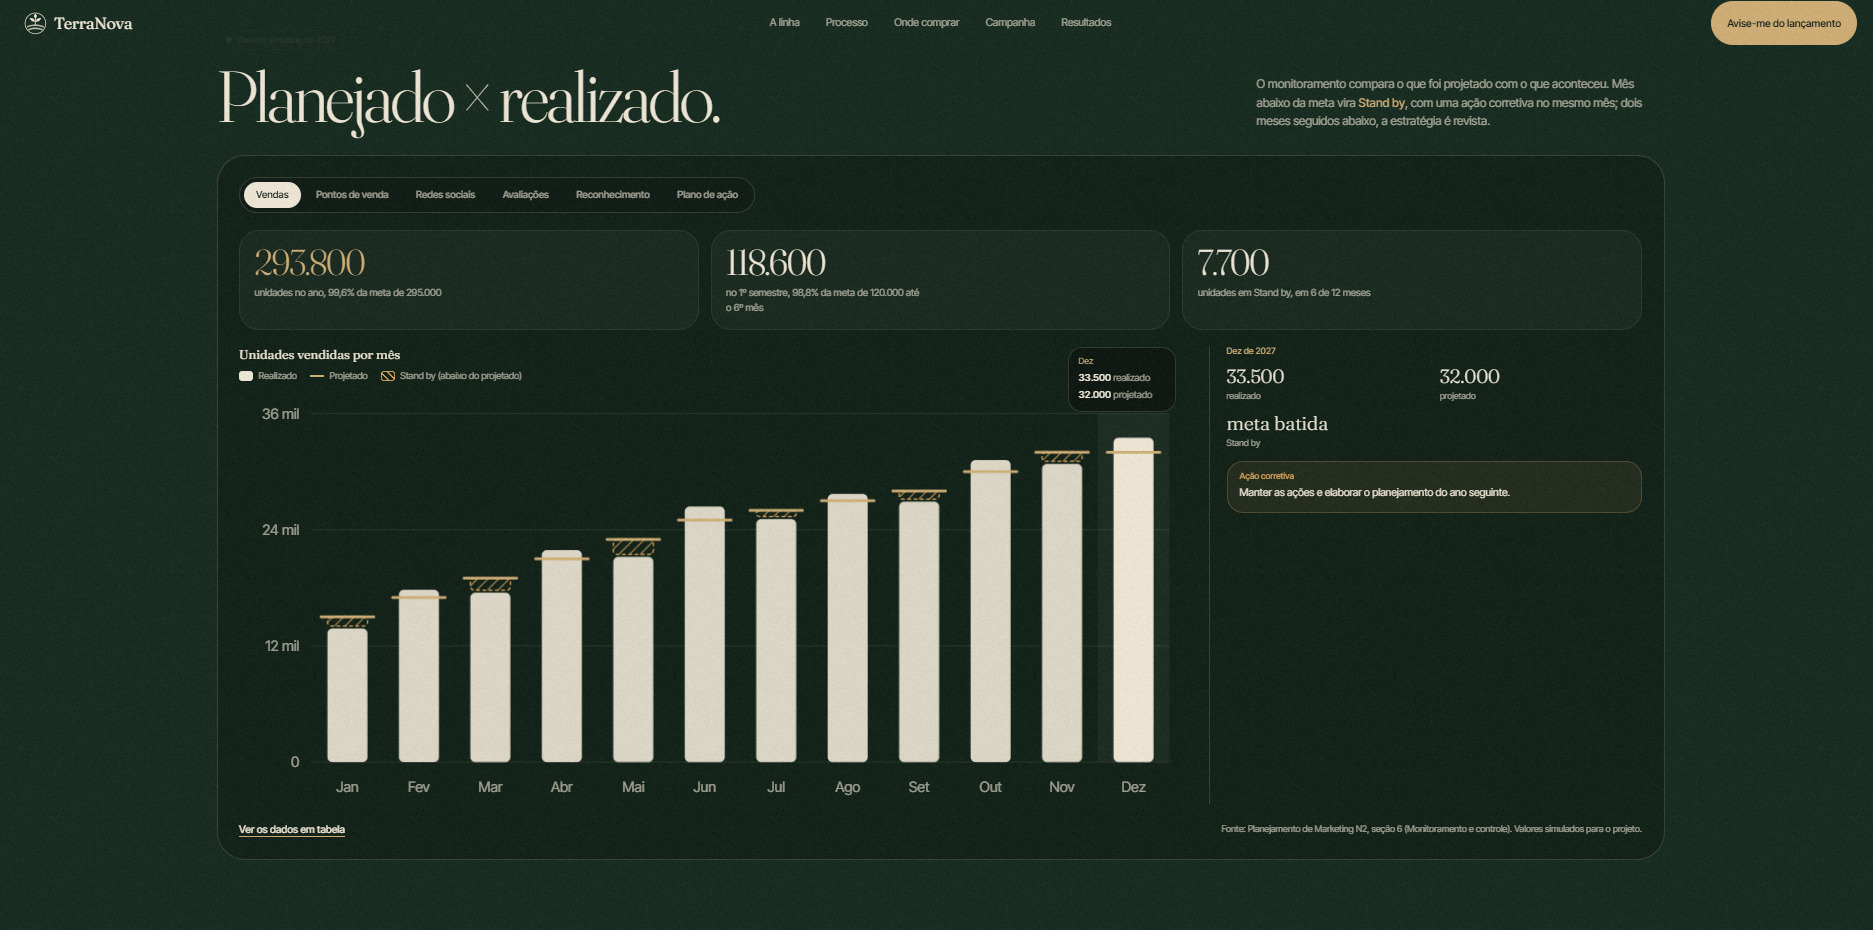 TerraNova
A linha
Processo
Onde comprar
Campanha
Resultados
Avise-me do lançamento
Planejado × realizado.
O monitoramento compara o que foi projetado com o que aconteceu. Mês
abaixo da meta vira Stand by, com uma ação corretiva no mesmo mês; dois
meses seguidos abaixo, a estratégia é revista.
Vendas
Pontos de venda
Redes sociais
Avaliações
Reconhecimento
Plano de ação
293.800
unidades no ano, 99,6% da meta de 295.000
118.600
no 1º semestre, 98,8% da meta de 120.000 até
o 6º mês
7.700
unidades em Stand by, em 6 de 12 meses
Unidades vendidas por mês
Realizado
Projetado
Stand by (abaixo do projetado)
Dez
33.500 realizado
32.000 projetado
36 mil
24 mil
12 mil
0
Jan
Fev
Mar
Abr
Mai
Jun
Jul
Ago
Set
Out
Nov
Dez
Dez de 2027
33.500
realizado
32.000
projetado
meta batida
Stand by
Ação corretiva
Manter as ações e elaborar o planejamento do ano seguinte.
Ver os dados em tabela
Fonte: Planejamento de Marketing N2, seção 6 (Monitoramento e controle). Valores simulados para o projeto.